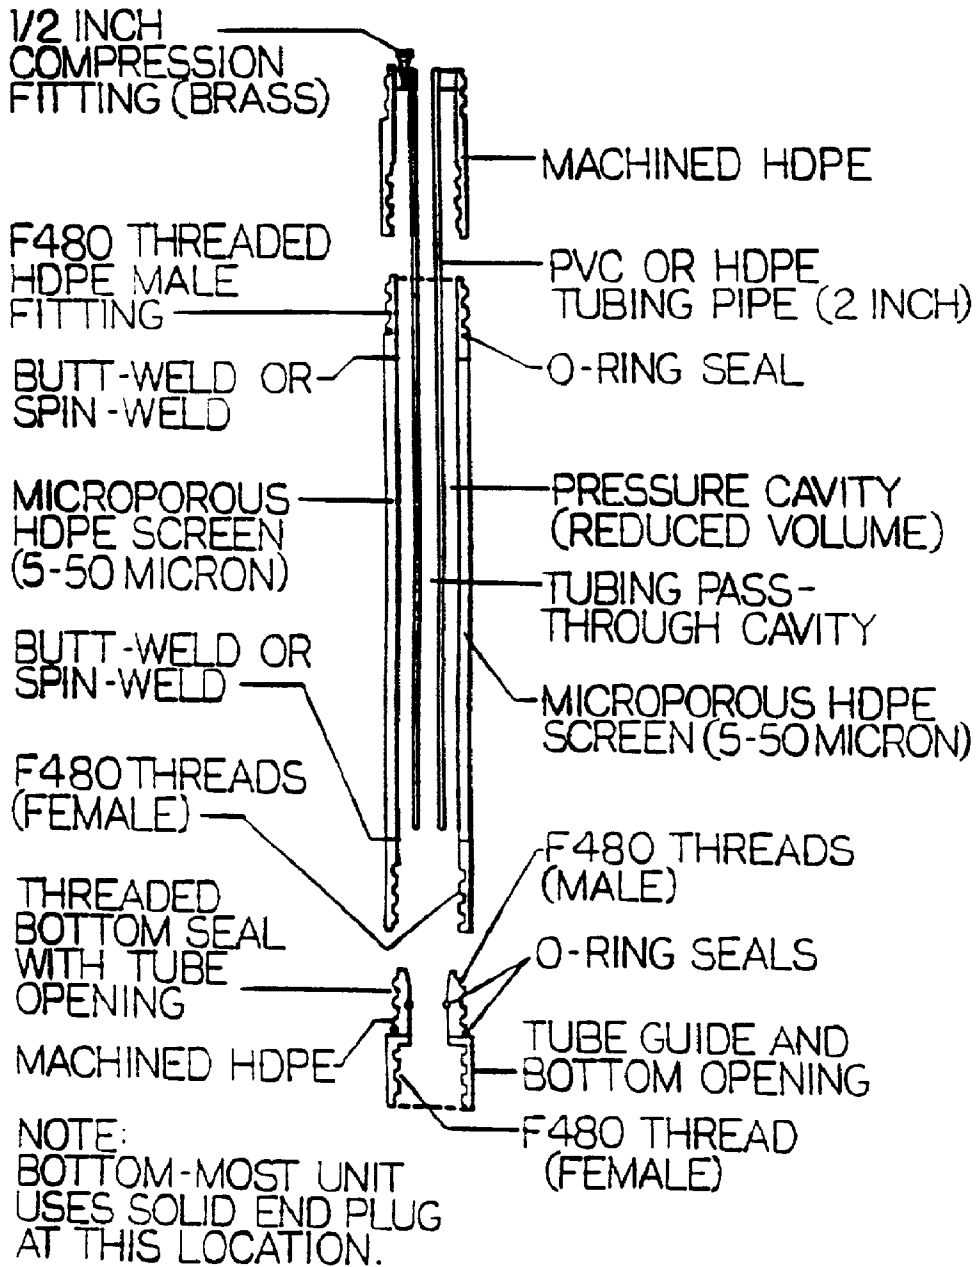 1/2 INCH
COMPRESSION
FITTING (BRASS)
MACHINED HDPE
F480 THREADED
HDPE MALE
FITTING
PVC OR HDPE
TUBING PIPE (2 INCH)
BUTT-WELD OR
SPIN-WELD
O-RING SEAL
MICROPOROUS
HDPE SCREEN
(5-50 MICRON)
PRESSURE CAVITY
(REDUCED VOLUME)
TUBING PASS-
THROUGH CAVITY
BUTT-WELD OR
SPIN-WELD
MICROPOROUS HDPE
SCREEN (5-50 MICRON)
F480 THREADS
(FEMALE)
F480 THREADS
(MALE)
THREADED
BOTTOM SEAL
WITH TUBE
OPENING
O-RING SEALS
MACHINED HDPE
TUBE GUIDE AND
BOTTOM OPENING
F480 THREAD
(FEMALE)
NOTE:
BOTTOM-MOST UNIT
USES SOLID END PLUG
AT THIS LOCATION.